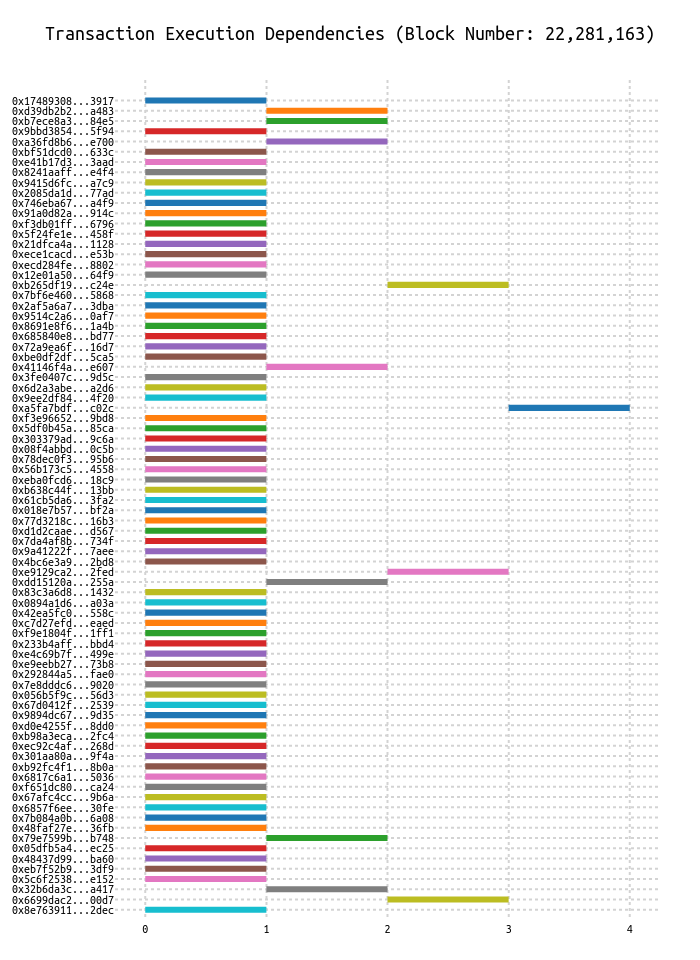 Transaction Execution Dependencies (Block Number: 22,281,163)
0x17489308...3917
0xd39db2b2...a483
0xb7ece8a3...84e5
0x9bbd3854...5f94
0xa36fd8b6...e700
0xbf51dcd0...633c
0xe41b17d3...3aad
0x8241aaff...e4f4
0x9415d6fc...a7c9
0x2085da1d...77ad
0x746eba67...a4f9
0x91a0d82a...914c
0xf3db01ff...6796
0x5f24fe1e...458f
0x21dfca4a...1128
0xece1cacd...e53b
0xecd284fe...8802
0x12e01a50...64f9
0xb265df19...c24e
0x7bf6e460...5868
0x2af5a6a7...3dba
0x9514c2a6...0af7
0x8691e8f6...1a4b
0x685840e8...bd77
0x72a9ea6f...16d7
0xbe0df2df...5ca5
0x41146f4a...e607
0x3fe0407c...9d5c
0x6d2a3abe...a2d6
0x9ee2df84...4f20
0xa5fa7bdf...c02c
0xf3e96652...9bd8
0x5df0b45a...85ca
0x303379ad...9c6a
0x08f4abbd...0c5b
0x78dec0f3...95b6
0x56b173c5...4558
0xeba0fcd6...18c9
0xb638c44f...13bb
0x61cb5da6...3fa2
0x018e7b57...bf2a
0x77d3218c...16b3
0xd1d2caae...d567
0x7da4af8b...734f
0x9a41222f...7aee
0x4bc6e3a9...2bd8
0xe9129ca2...2fed
0xdd15120a...255a
0x83c3a6d8...1432
0x0894a1d6...a03a
0x42ea5fc0...558c
0xc7d27efd...eaed
0xf9e1804f...1ff1
0x233b4aff...bbd4
0xe4c69b7f...499e
0xe9eebb27...73b8
0x292844a5...fae0
0x7e8dddc6...9020
0x056b5f9c...56d3
0x67d0412f...2539
0x9894dc67...9d35
0xd0e4255f...8dd0
0xb98a3eca...2fc4
0xec92c4af...268d
0x301aa80a...9f4a
0xb92fc4f1...8b0a
0x6817c6a1...5036
0xf651dc80...ca24
0x67afc4cc...9b6a
0x6857f6ee...30fe
0x7b084a0b...6a08
0x48faf27e...36fb
0x79e7599b...b748
0x05dfb5a4...ec25
0x48437d99...ba60
0xeb7f52b9...3df9
0x5c6f2538...e152
0x32b6da3c...a417
0x6699dac2...00d7
0x8e763911...2dec
0 1 2 3 4